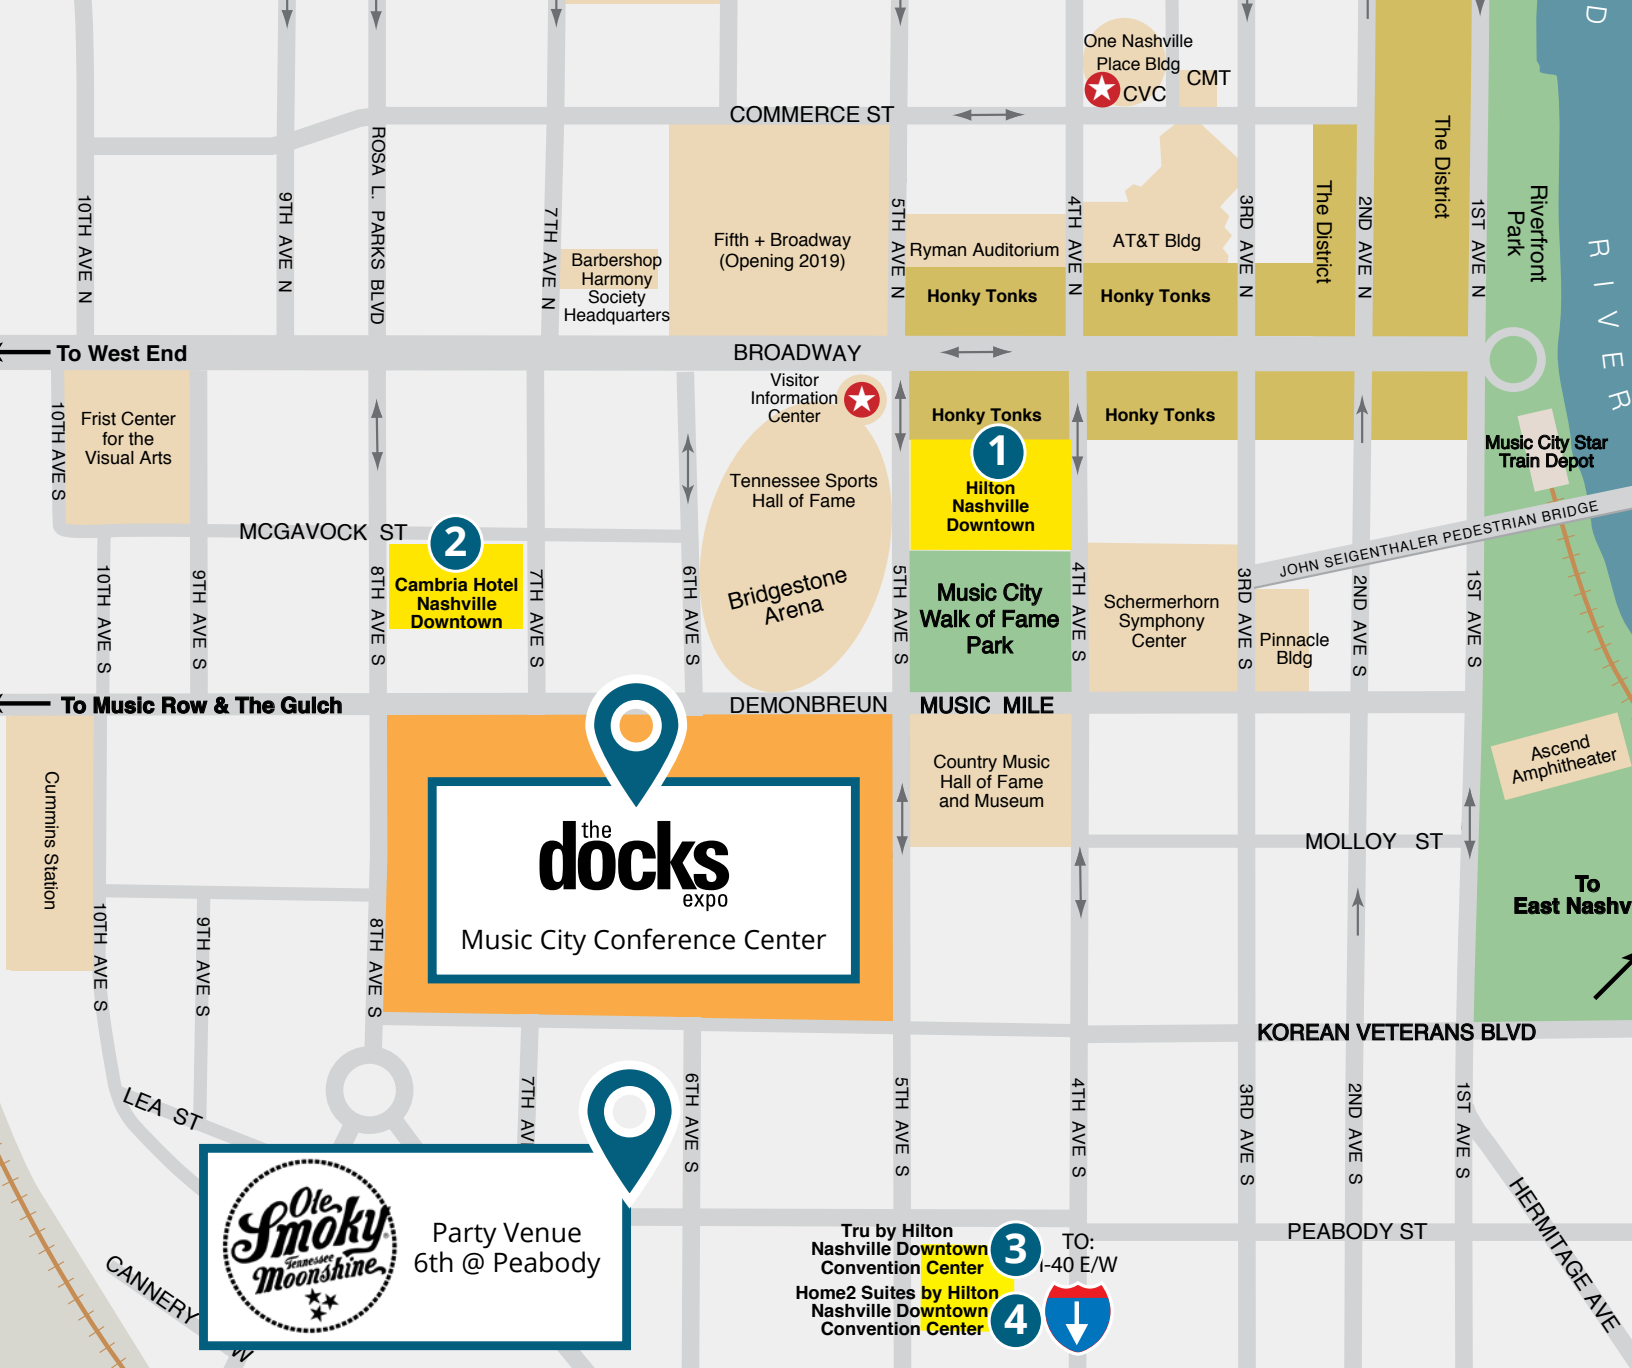 One Nashville
Place Bldg
CMT
CVC
D
COMMERCE ST
ROSA L. PARKS BLVD
The District
10TH AVE N
9TH AVE N
7TH AVE N
5TH AVE N
4TH AVE N
3RD AVE N
The District
2ND AVE N
1ST AVE N
Riverfront
Park
RIVER
Barbershop
Harmony
Society
Headquarters
Fifth + Broadway
(Opening 2019)
Ryman Auditorium
AT&T Bldg
Honky Tonks
Honky Tonks
To West End
BROADWAY
Visitor
Information
Center
10TH AVE S
Frist Center
for the
Visual Arts
Honky Tonks
Honky Tonks
1
Hilton
Nashville
Downtown
Music City Star
Train Depot
Tennessee Sports
Hall of Fame
MCGAVOCK ST
2
Cambria Hotel
Nashville
Downtown
JOHN SEIGENTHALER PEDESTRIAN BRIDGE
10TH AVE S
9TH AVE S
8TH AVE S
7TH AVE S
6TH AVE S
Bridgestone
Arena
5TH AVE S
Music City
Walk of Fame
Park
4TH AVE S
Schermerhorn
Symphony
Center
3RD AVE S
Pinnacle
Bldg
2ND AVE S
1ST AVE S
To Music Row & The Gulch
DEMONBREUN
MUSIC MILE
Cummins Station
Country Music
Hall of Fame
and Museum
Ascend
Amphitheater
MOLLOY ST
the
docks
expo
Music City Conference Center
To
East Nashv
10TH AVE S
9TH AVE S
8TH AVE S
KOREAN VETERANS BLVD
LEA ST
7TH AV
6TH AVE S
5TH AVE S
4TH AVE S
3RD AVE S
2ND AVE S
1ST AVE S
HERMITAGE AVE
Ole
Smoky
Tennessee
Moonshine
Party Venue
6th @ Peabody
PEABODY ST
Tru by Hilton
Nashville Downtown
Convention Center
3
TO:
I-40 E/W
Home2 Suites by Hilton
Nashville Downtown
Convention Center
4
CANNERY
W